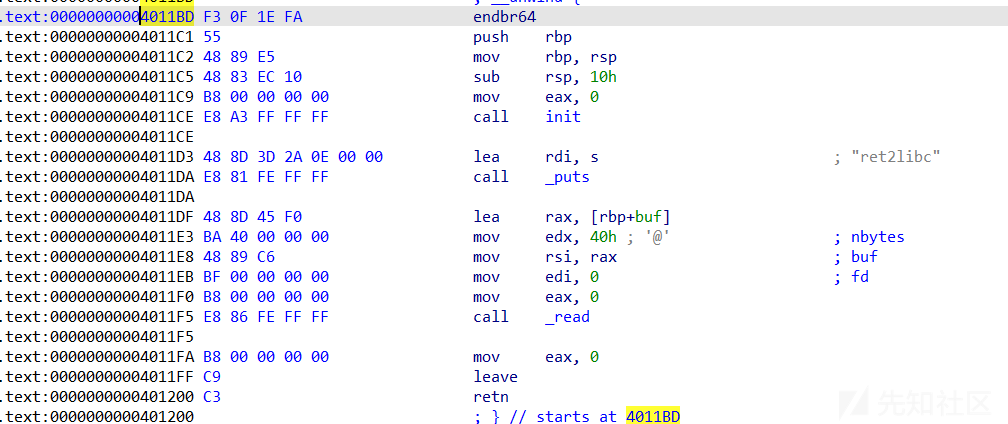 ; __unwind {
.text:00000000004011BD F3 0F 1E FA endbr64
.text:00000000004011C1 55 push rbp
.text:00000000004011C2 48 89 E5 mov rbp, rsp
.text:00000000004011C5 48 83 EC 10 sub rsp, 10h
.text:00000000004011C9 B8 00 00 00 00 mov eax, 0
.text:00000000004011CE E8 A3 FF FF FF call init
.text:00000000004011CE
.text:00000000004011D3 48 8D 3D 2A 0E 00 00 lea rdi, s ; "ret2libc"
.text:00000000004011DA E8 81 FE FF FF call _puts
.text:00000000004011DA
.text:00000000004011DF 48 8D 45 F0 lea rax, [rbp+buf]
.text:00000000004011E3 BA 40 00 00 00 mov edx, 40h ; '@' ; nbytes
.text:00000000004011E8 48 89 C6 mov rsi, rax ; buf
.text:00000000004011EB BF 00 00 00 00 mov edi, 0 ; fd
.text:00000000004011F0 B8 00 00 00 00 mov eax, 0
.text:00000000004011F5 E8 86 FE FF FF call _read
.text:00000000004011F5
.text:00000000004011FA B8 00 00 00 00 mov eax, 0
.text:00000000004011FF C9 leave
.text:0000000000401200 C3 retn
.text:0000000000401200 ; } // starts at 4011BD
先知社区